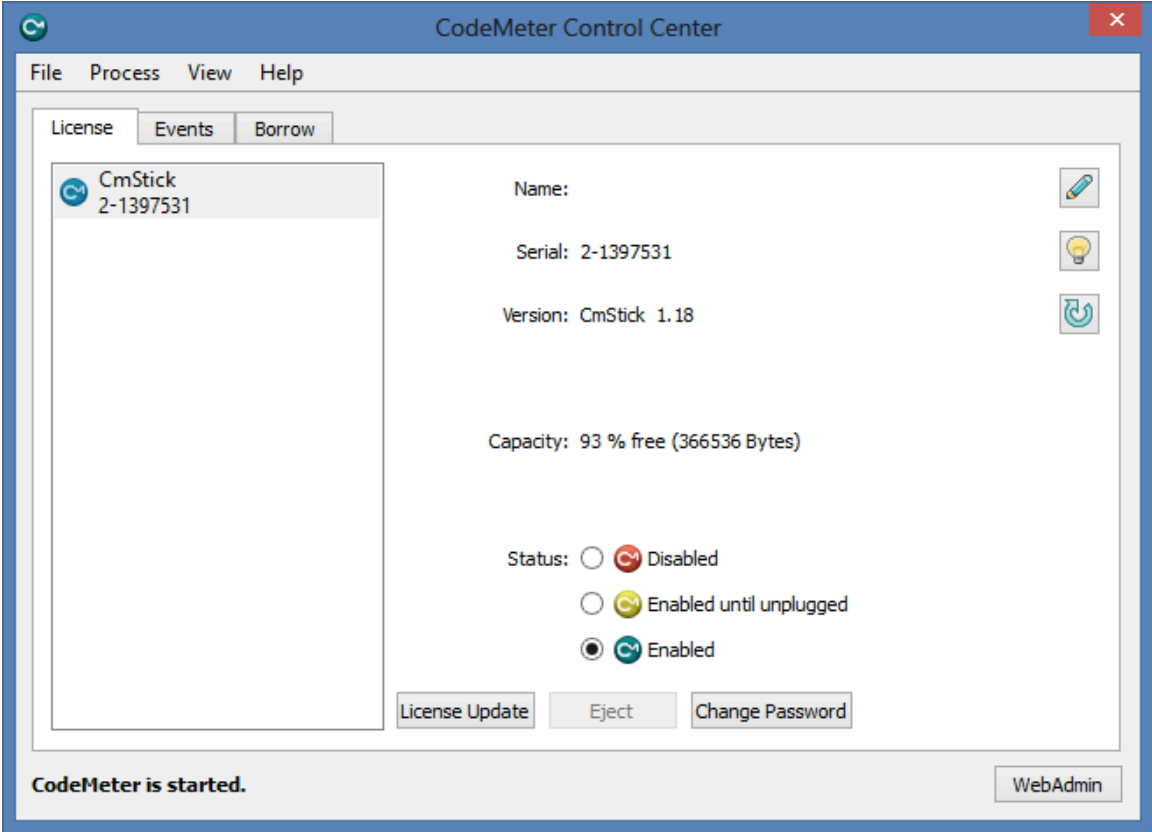 CodeMeter Control Center
File Process View Help
License Events Borrow
CmStick
2-1397531
Name:
Serial: 2-1397531
Version: CmStick 1.18
Capacity: 93 % free (366536 Bytes)
Status: Disabled
Enabled until unplugged
Enabled
License Update Eject Change Password
CodeMeter is started. WebAdmin